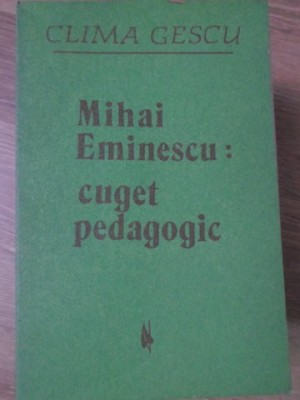 CLIMA GESCU
Mihai
Eminescu:
cuget
pedagogic